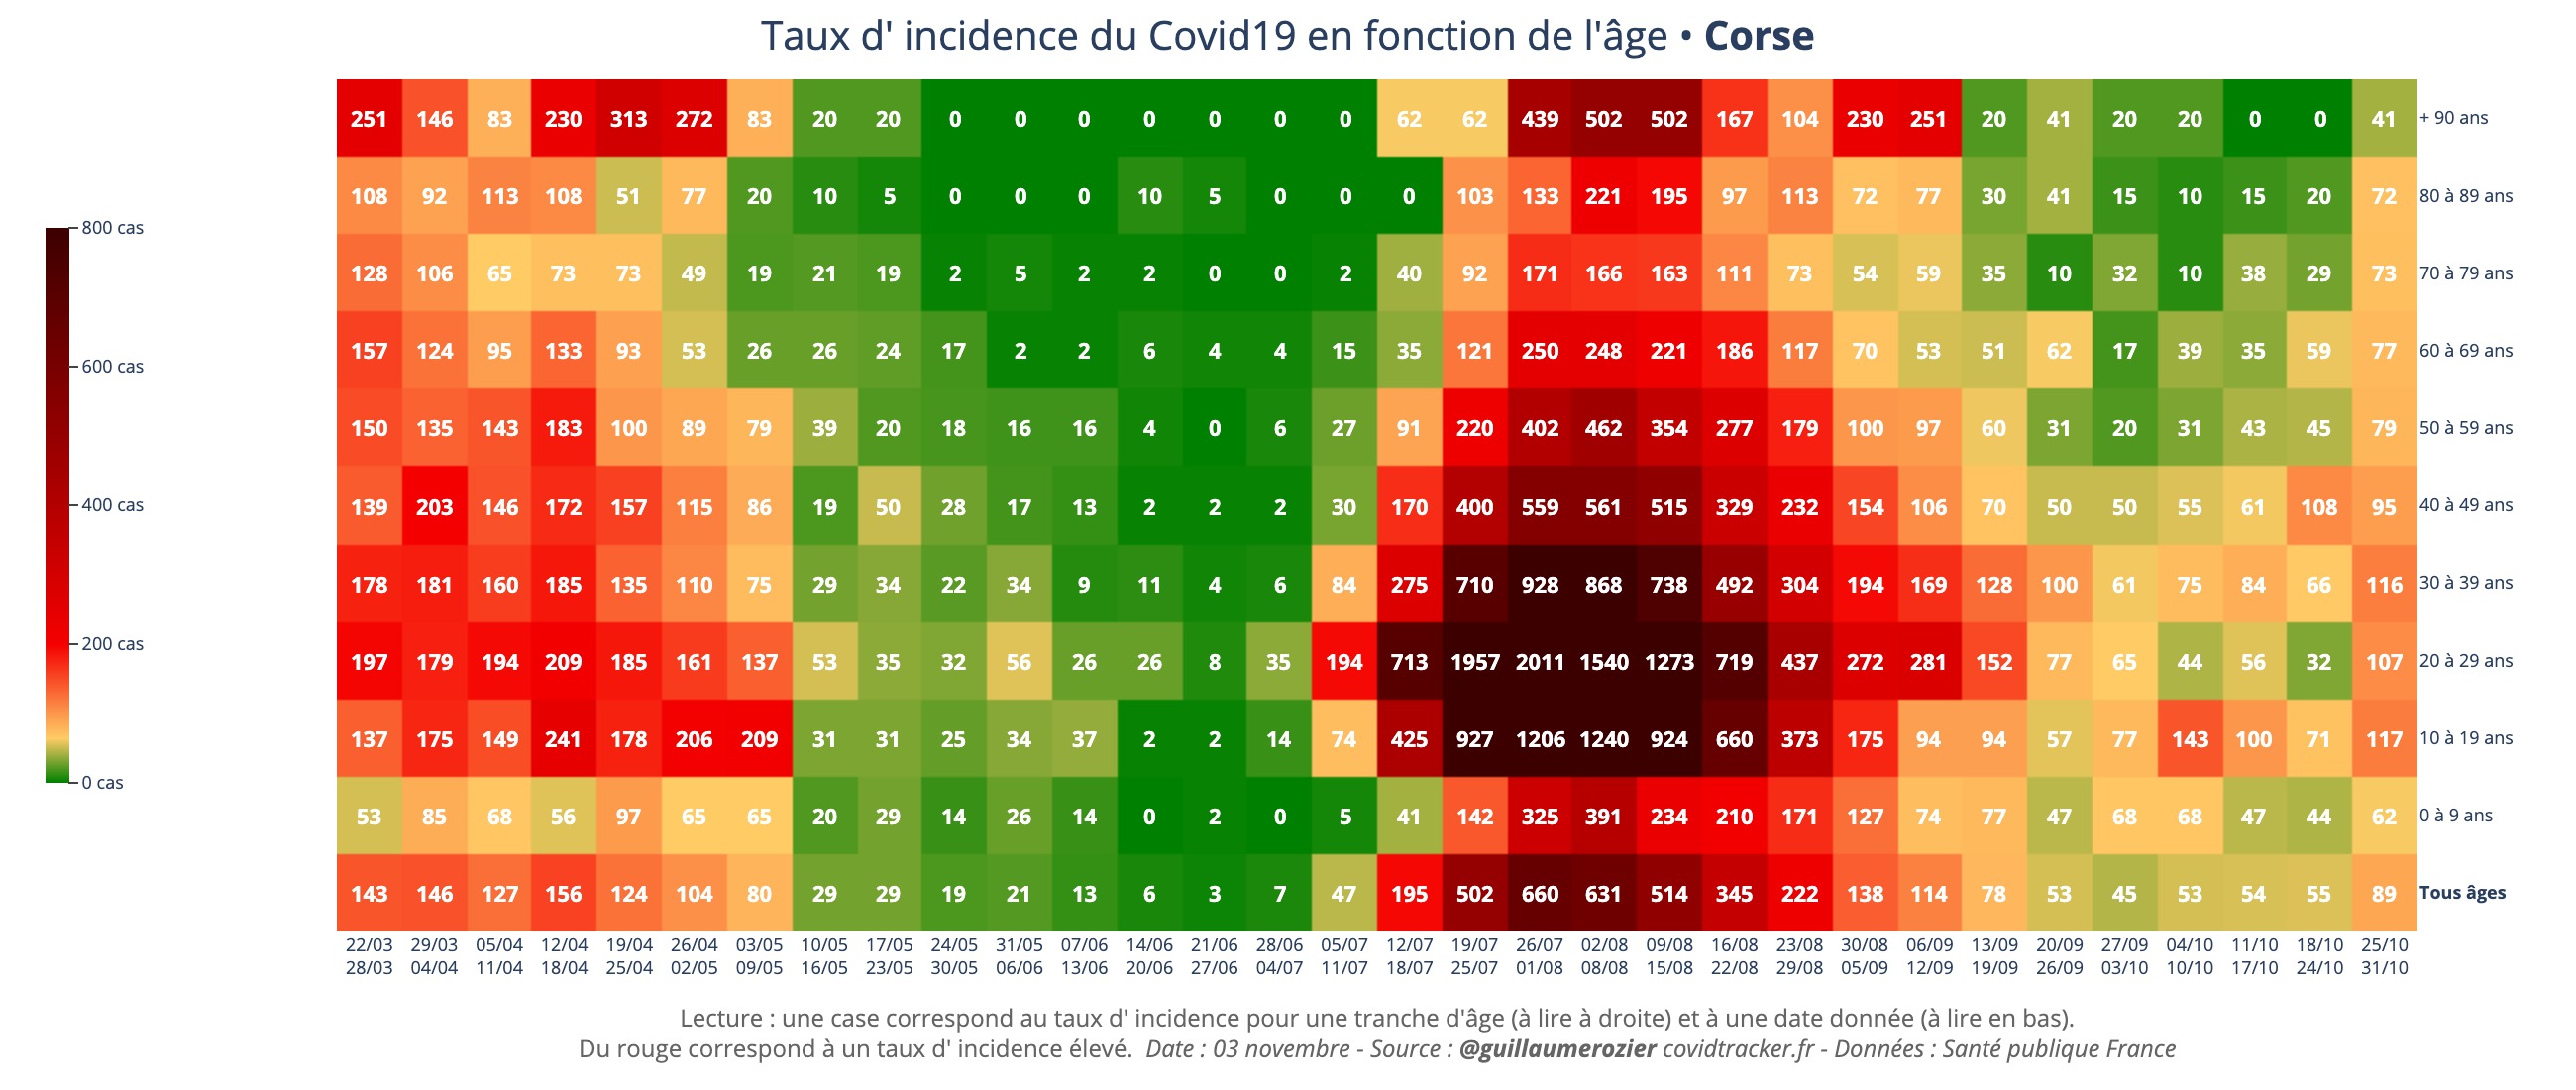 Taux d' incidence du Covid19 en fonction de l'âge • Corse
800 cas
600 cas
400 cas
200 cas
0 cas
251 146 83 230 313 272 83 20 20 0 0 0 0 0 0 0 62 62 439 502 502 167 104 230 251 20 41 20 20 0 0 41 + 90 ans
108 92 113 108 51 77 20 10 5 0 0 0 10 5 0 0 0 103 133 221 195 97 113 72 77 30 41 15 10 15 20 72 80 à 89 ans
128 106 65 73 73 49 19 21 19 2 5 2 2 0 0 2 40 92 171 166 163 111 73 54 59 35 10 32 10 38 29 73 70 à 79 ans
157 124 95 133 93 53 26 26 24 17 2 2 6 4 4 15 35 121 250 248 221 186 117 70 53 51 62 17 39 35 59 77 60 à 69 ans
150 135 143 183 100 89 79 39 20 18 16 16 4 0 6 27 91 220 402 462 354 277 179 100 97 60 31 20 31 43 45 79 50 à 59 ans
139 203 146 172 157 115 86 19 50 28 17 13 2 2 2 30 170 400 559 561 515 329 232 154 106 70 50 50 55 61 108 95 40 à 49 ans
178 181 160 185 135 110 75 29 34 22 34 9 11 4 6 84 275 710 928 868 738 492 304 194 169 128 100 61 75 84 66 116 30 à 39 ans
197 179 194 209 185 161 137 53 35 32 56 26 26 8 35 194 713 1957 2011 1540 1273 719 437 272 281 152 77 65 44 56 32 107 20 à 29 ans
137 175 149 241 178 206 209 31 31 25 34 37 2 2 14 74 425 927 1206 1240 924 660 373 175 94 94 57 77 143 100 71 117 10 à 19 ans
53 85 68 56 97 65 65 20 29 14 26 14 0 2 0 5 41 142 325 391 234 210 171 127 74 77 47 68 68 47 44 62 0 à 9 ans
143 146 127 156 124 104 80 29 29 19 21 13 6 3 7 47 195 502 660 631 514 345 222 138 114 78 53 45 53 54 55 89 Tous âges
22/03 29/03 05/04 12/04 19/04 26/04 03/05 10/05 17/05 24/05 31/05 07/06 14/06 21/06 28/06 05/07 12/07 19/07 26/07 02/08 09/08 16/08 23/08 30/08 06/09 13/09 20/09 27/09 04/10 11/10 18/10 25/10
28/03 04/04 11/04 18/04 25/04 02/05 09/05 16/05 23/05 30/05 06/06 13/06 20/06 27/06 04/07 11/07 18/07 25/07 01/08 08/08 15/08 22/08 29/08 05/09 12/09 19/09 26/09 03/10 10/10 17/10 24/10 31/10
Lecture : une case correspond au taux d' incidence pour une tranche d'âge (à lire à droite) et à une date donnée (à lire en bas).
Du rouge correspond à un taux d' incidence élevé. Date : 03 novembre - Source : @guillaumerozier covidtracker.fr - Données : Santé publique France